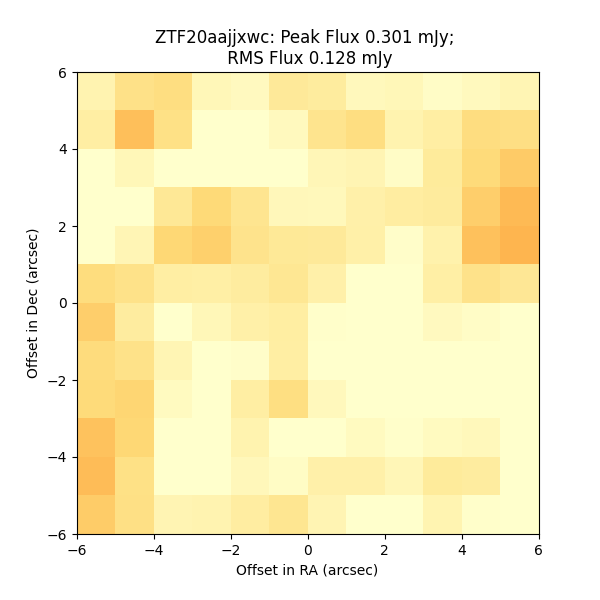 ZTF20aajjxwc: Peak Flux 0.301 mJy;
RMS Flux 0.128 mJy
6
4
2
0
−2
−4
−6
Offset in Dec (arcsec)
−6 −4 −2 0 2 4 6
Offset in RA (arcsec)